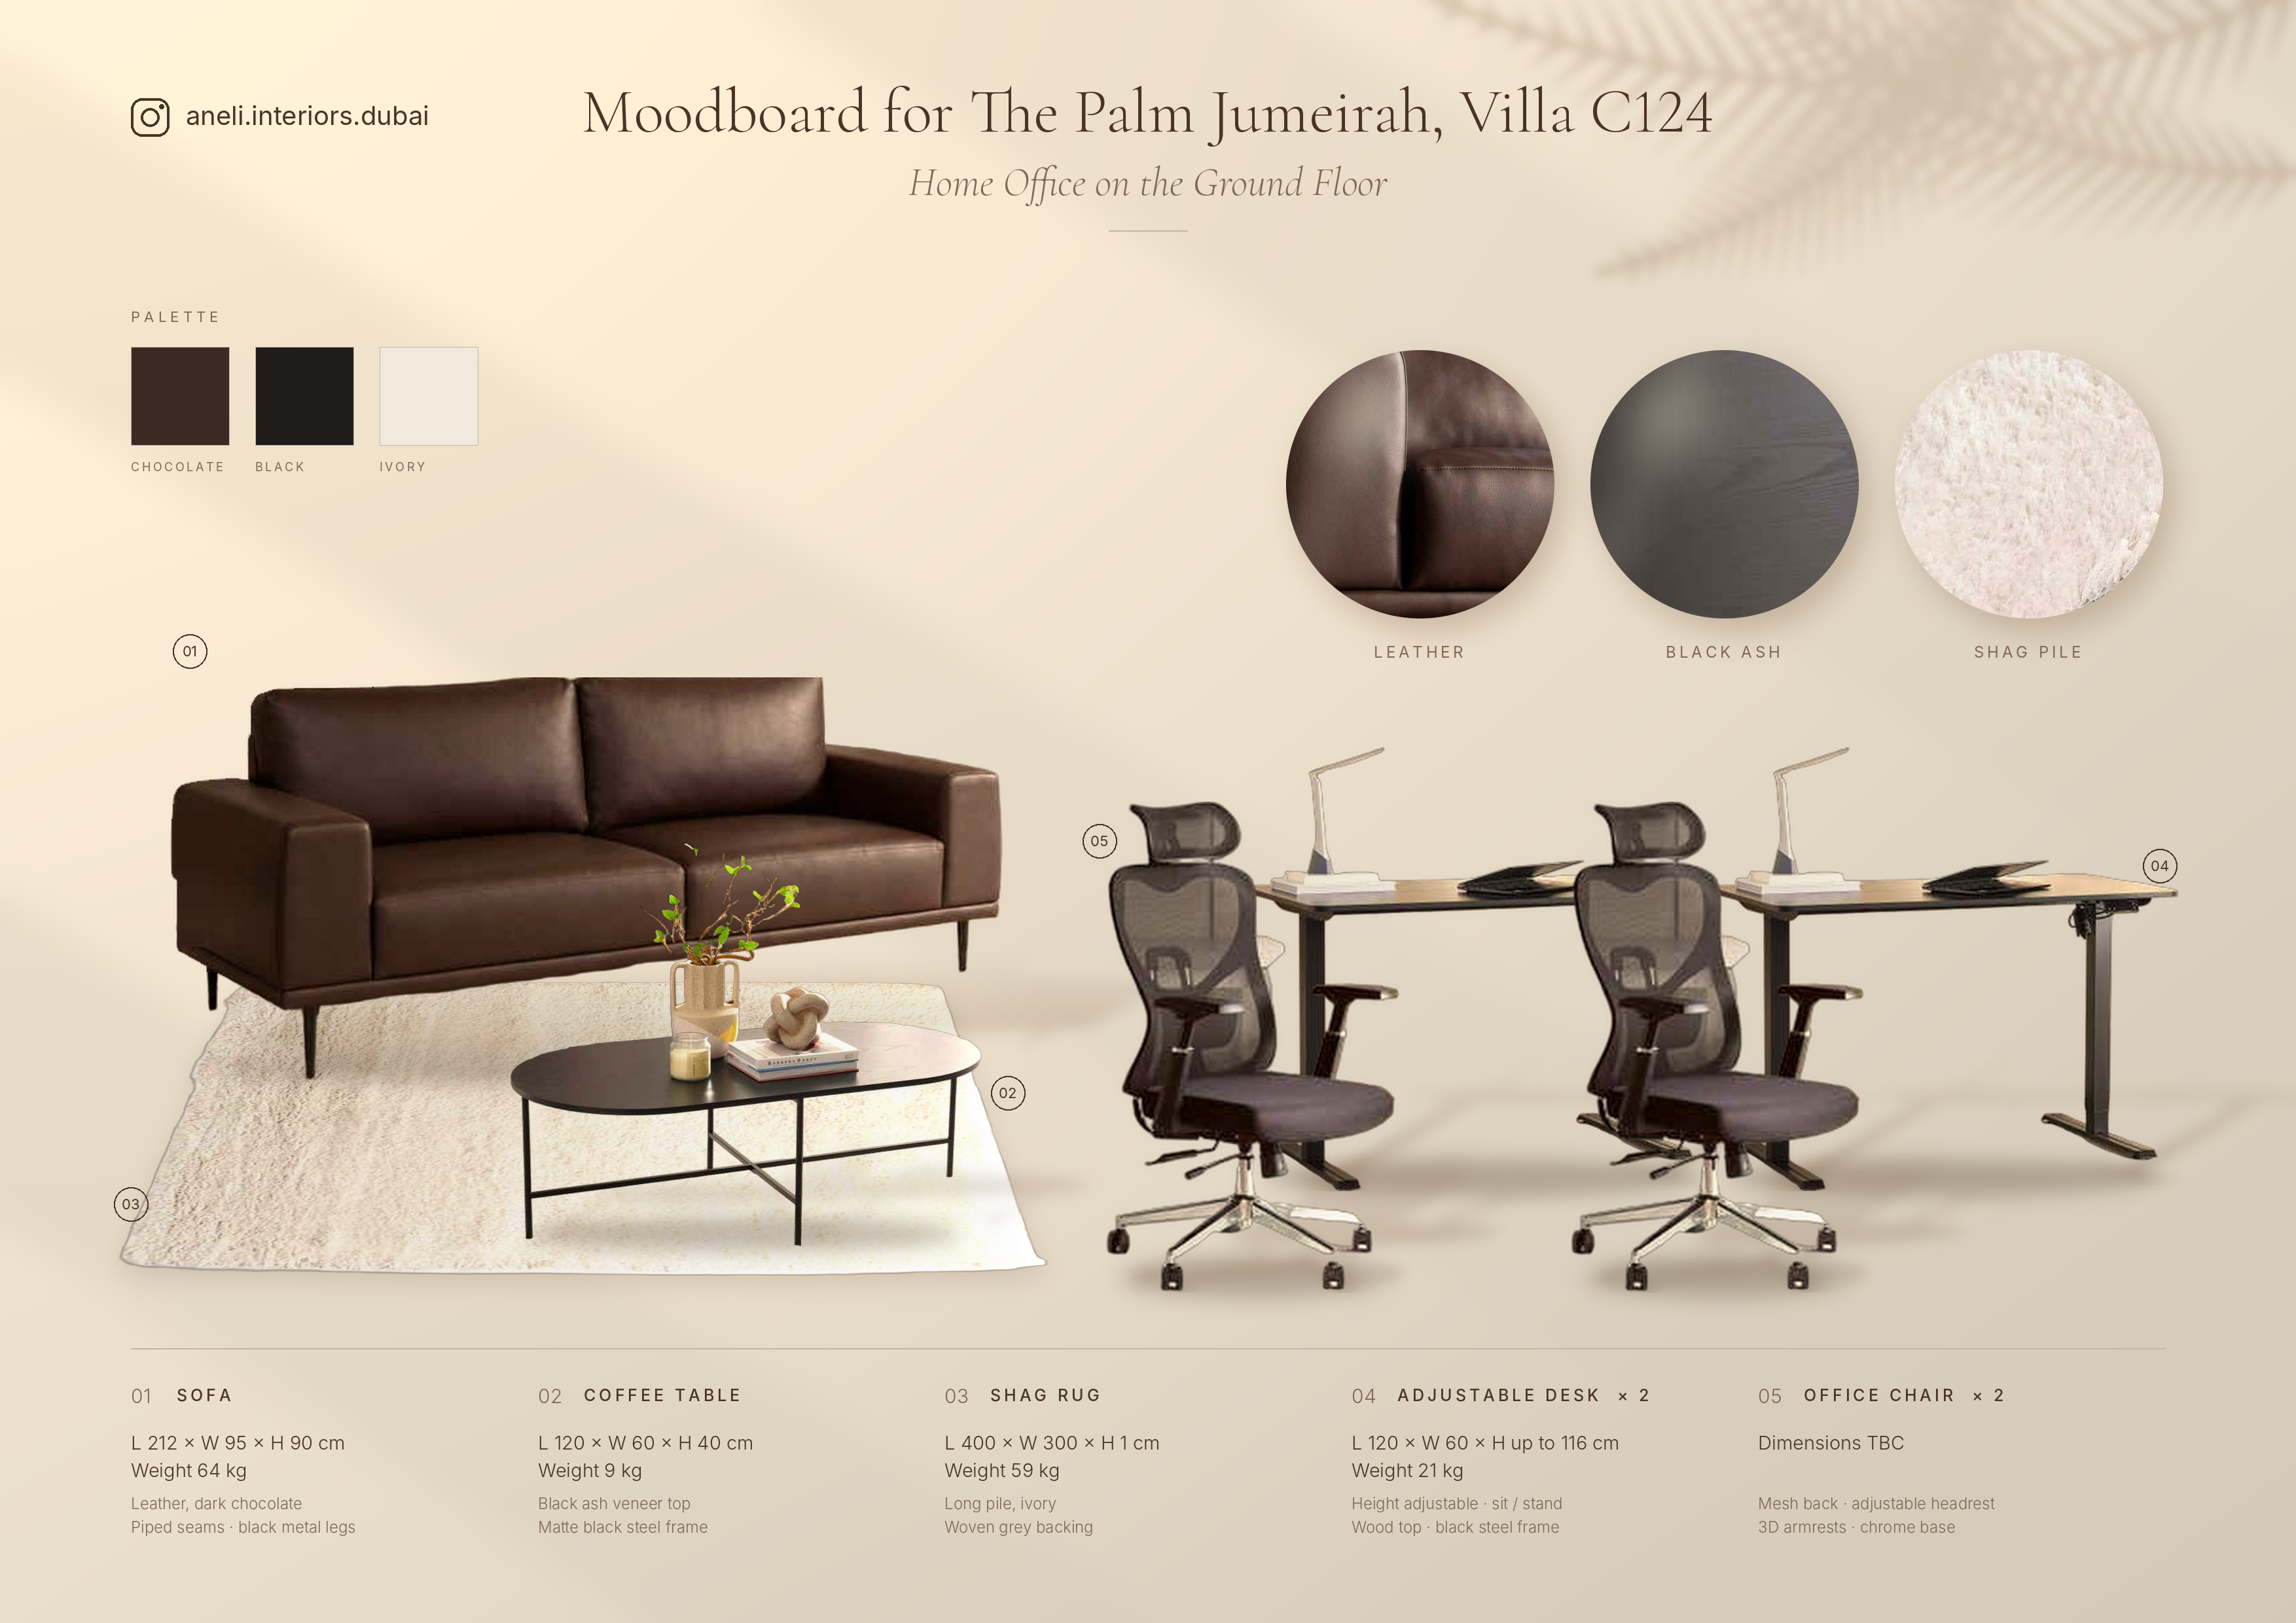 aneli.interiors.dubai
Moodboard for The Palm Jumeirah, Villa C124
Home Office on the Ground Floor
PALETTE
CHOCOLATE
BLACK
IVORY
LEATHER
BLACK ASH
SHAG PILE
01
05
04
02
03
01 SOFA
L 212 × W 95 × H 90 cm
Weight 64 kg
Leather, dark chocolate
Piped seams · black metal legs
02 COFFEE TABLE
L 120 × W 60 × H 40 cm
Weight 9 kg
Black ash veneer top
Matte black steel frame
03 SHAG RUG
L 400 × W 300 × H 1 cm
Weight 59 kg
Long pile, ivory
Woven grey backing
04 ADJUSTABLE DESK × 2
L 120 × W 60 × H up to 116 cm
Weight 21 kg
Height adjustable · sit / stand
Wood top · black steel frame
05 OFFICE CHAIR × 2
Dimensions TBC
Mesh back · adjustable headrest
3D armrests · chrome base